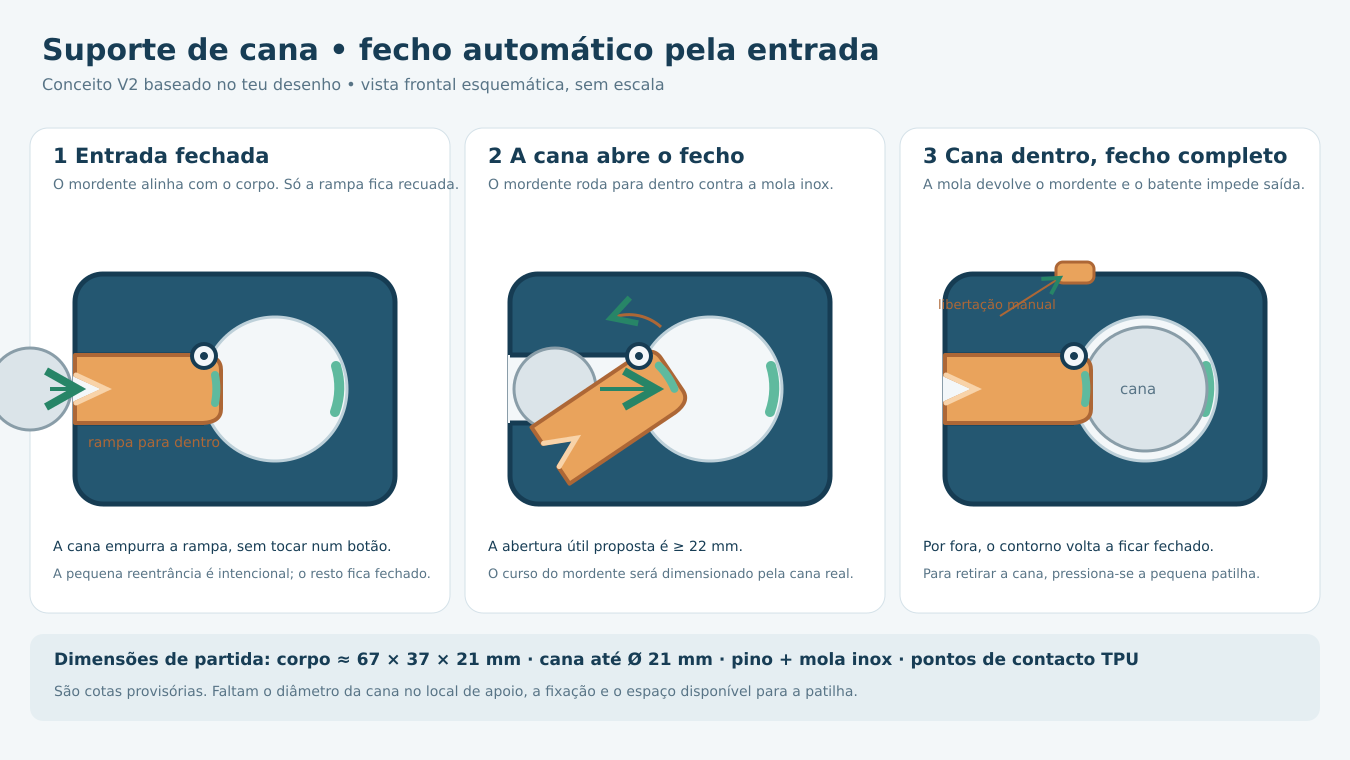 Suporte de cana • fecho automático pela entrada
Conceito V2 baseado no teu desenho • vista frontal esquemática, sem escala
1 Entrada fechada
O mordente alinha com o corpo. Só a rampa fica recuada.
rampa para dentro
A cana empurra a rampa, sem tocar num botão.
A pequena reentrância é intencional; o resto fica fechado.
2 A cana abre o fecho
O mordente roda para dentro contra a mola inox.
A abertura útil proposta é ≥ 22 mm.
O curso do mordente será dimensionado pela cana real.
3 Cana dentro, fecho completo
A mola devolve o mordente e o batente impede saída.
libertação manual
cana
Por fora, o contorno volta a ficar fechado.
Para retirar a cana, pressiona-se a pequena patilha.
Dimensões de partida: corpo ≈ 67 × 37 × 21 mm · cana até Ø 21 mm · pino + mola inox · pontos de contacto TPU
São cotas provisórias. Faltam o diâmetro da cana no local de apoio, a fixação e o espaço disponível para a patilha.